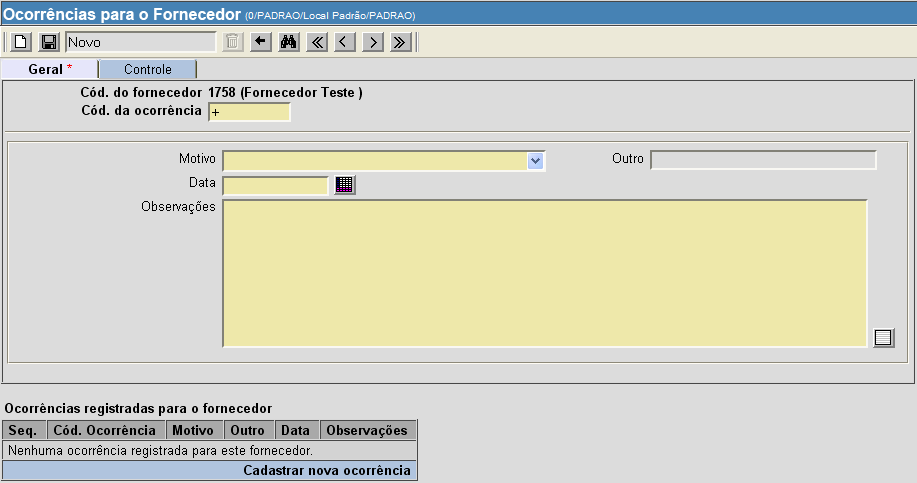 Ocorrências para o Fornecedor (0/PADRAO/Local Padrão/PADRAO)
Novo
Geral * Controle
Cód. do fornecedor 1758 (Fornecedor Teste )
Cód. da ocorrência +
Motivo Outro
Data
Observações
Ocorrências registradas para o fornecedor
Seq. Cód. Ocorrência Motivo Outro Data Observações
Nenhuma ocorrência registrada para este fornecedor.
Cadastrar nova ocorrência